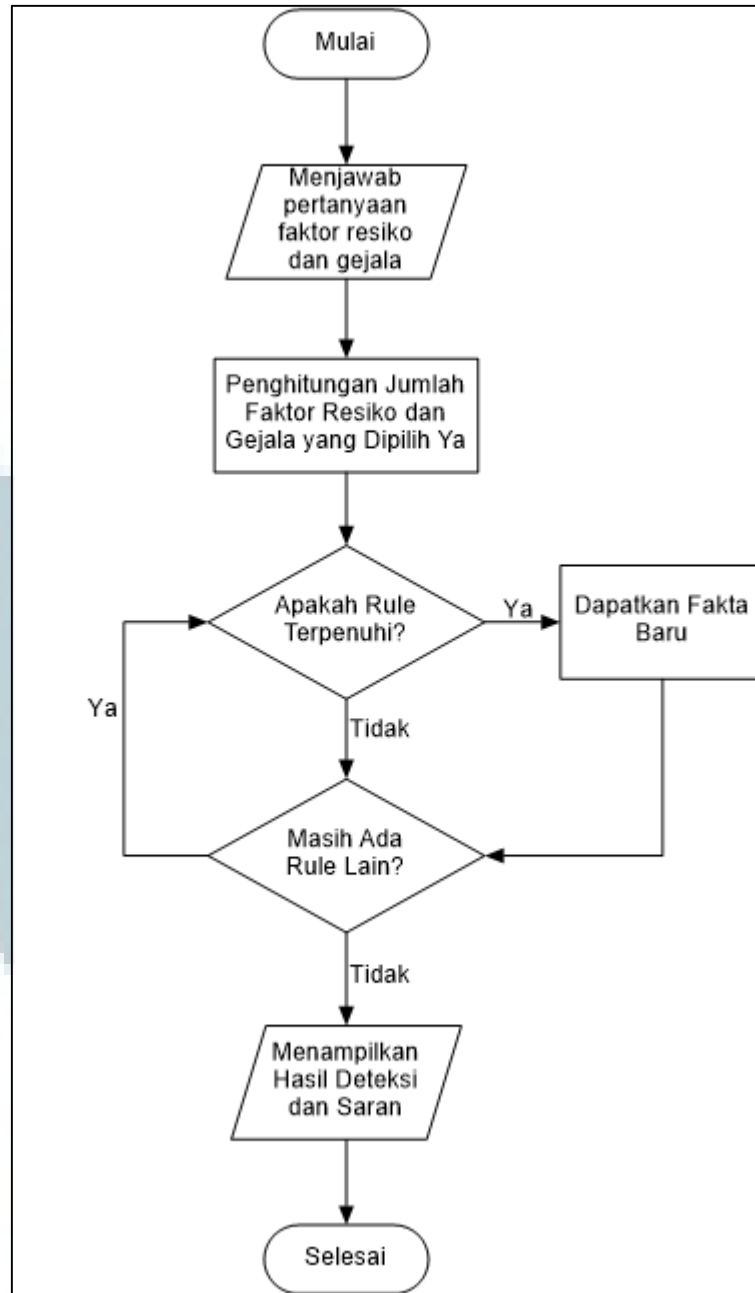 Mulai
Menjawab
pertanyaan
faktor resiko
dan gejala
Penghitungan Jumlah
Faktor Resiko dan
Gejala yang Dipilih Ya
Apakah Rule
Terpenuhi?
Ya
Dapatkan Fakta
Baru
Ya
Tidak
Masih Ada
Rule Lain?
Tidak
Menampilkan
Hasil Deteksi
dan Saran
Selesai